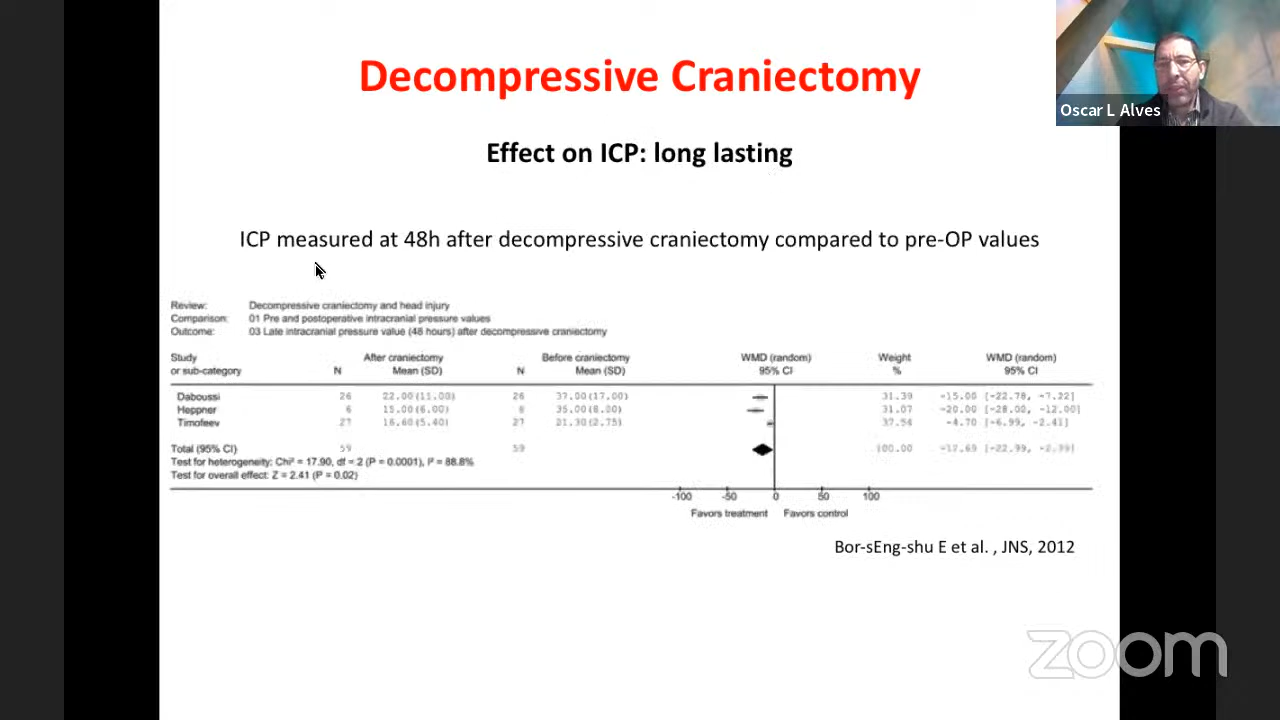 Decompressive Craniectomy
Oscar L Alves
Effect on ICP: long lasting
ICP measured at 48h after decompressive craniectomy compared to pre-OP values
Review: Decompressive craniectomy and head injury
Comparison: 01 Pre and postoperative intracranial pressure values
Outcome: 03 Late intracranial pressure value (48 hours) after decompressive craniectomy
Study After craniectomy Before craniectomy WMD (random) Weight WMD (random)
or sub-category N Mean (SD) N Mean (SD) 95% CI % 95% CI
Daboussi 26 22.00(11.00) 26 37.00(17.00) 31.39 -15.00 [-22.78, -7.22]
Heppner 6 15.00(6.00) 35.00(8.00) 31.07 -20.00 [-28.00, -12.00]
Timofeev 27 16.60(5.40) 27 21.30(2.75) 37.54 -4.70 [-6.99, -2.41]
Total (95% CI) 59 59 100.00 [-22.99,
Test for heterogeneity: Chi² = 17.90, df = 2 (P = 0.0001), I² = 88.8%
Test for overall effect: Z = 2.41 (P = 0.02)
-100 -50 0 50 100
Favors treatment Favors control
Bor-sEng-shu E et al. , JNS, 2012
zoom